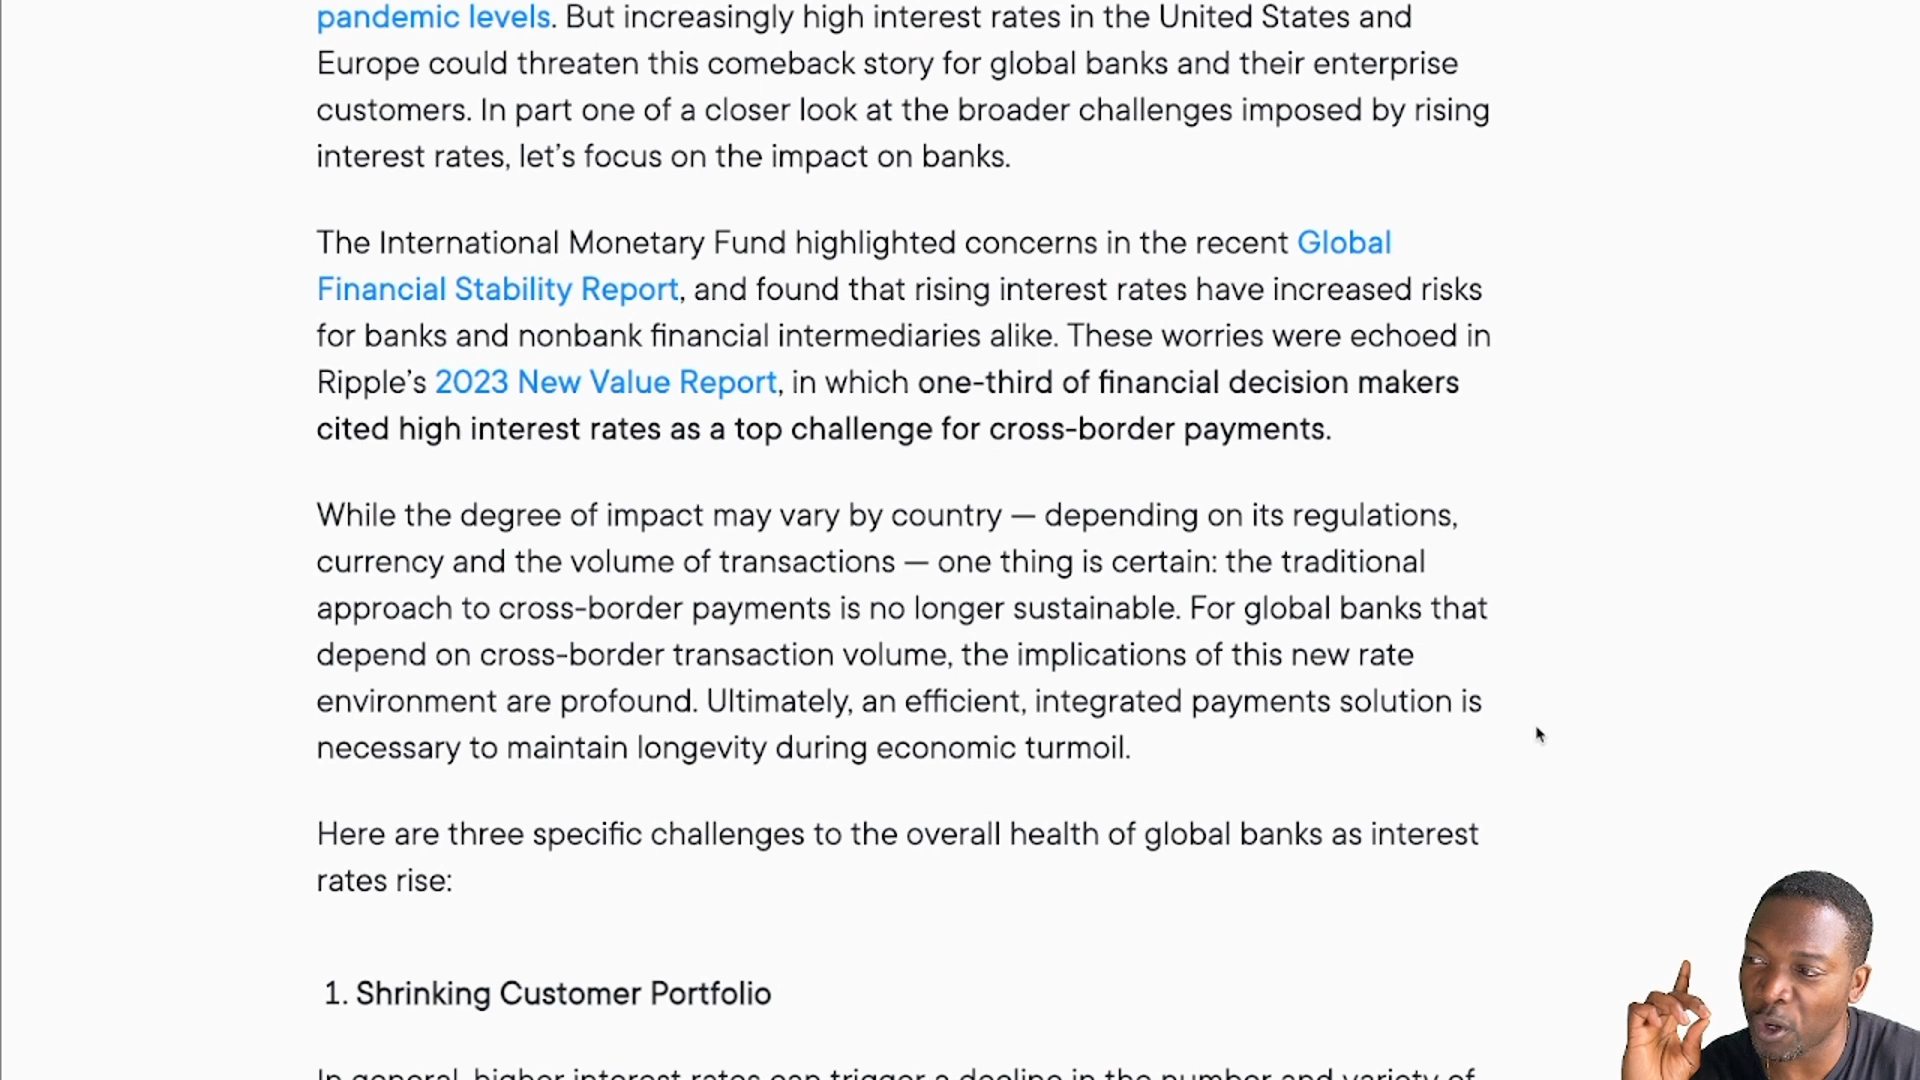 pandemic levels. But increasingly high interest rates in the United States and
Europe could threaten this comeback story for global banks and their enterprise
customers. In part one of a closer look at the broader challenges imposed by rising
interest rates, let’s focus on the impact on banks.
The International Monetary Fund highlighted concerns in the recent Global
Financial Stability Report, and found that rising interest rates have increased risks
for banks and nonbank financial intermediaries alike. These worries were echoed in
Ripple’s 2023 New Value Report, in which one-third of financial decision makers
cited high interest rates as a top challenge for cross-border payments.
While the degree of impact may vary by country — depending on its regulations,
currency and the volume of transactions — one thing is certain: the traditional
approach to cross-border payments is no longer sustainable. For global banks that
depend on cross-border transaction volume, the implications of this new rate
environment are profound. Ultimately, an efficient, integrated payments solution is
necessary to maintain longevity during economic turmoil.
Here are three specific challenges to the overall health of global banks as interest
rates rise:
1. Shrinking Customer Portfolio
In general, higher interest rates can trigger a decline in the number and variety of